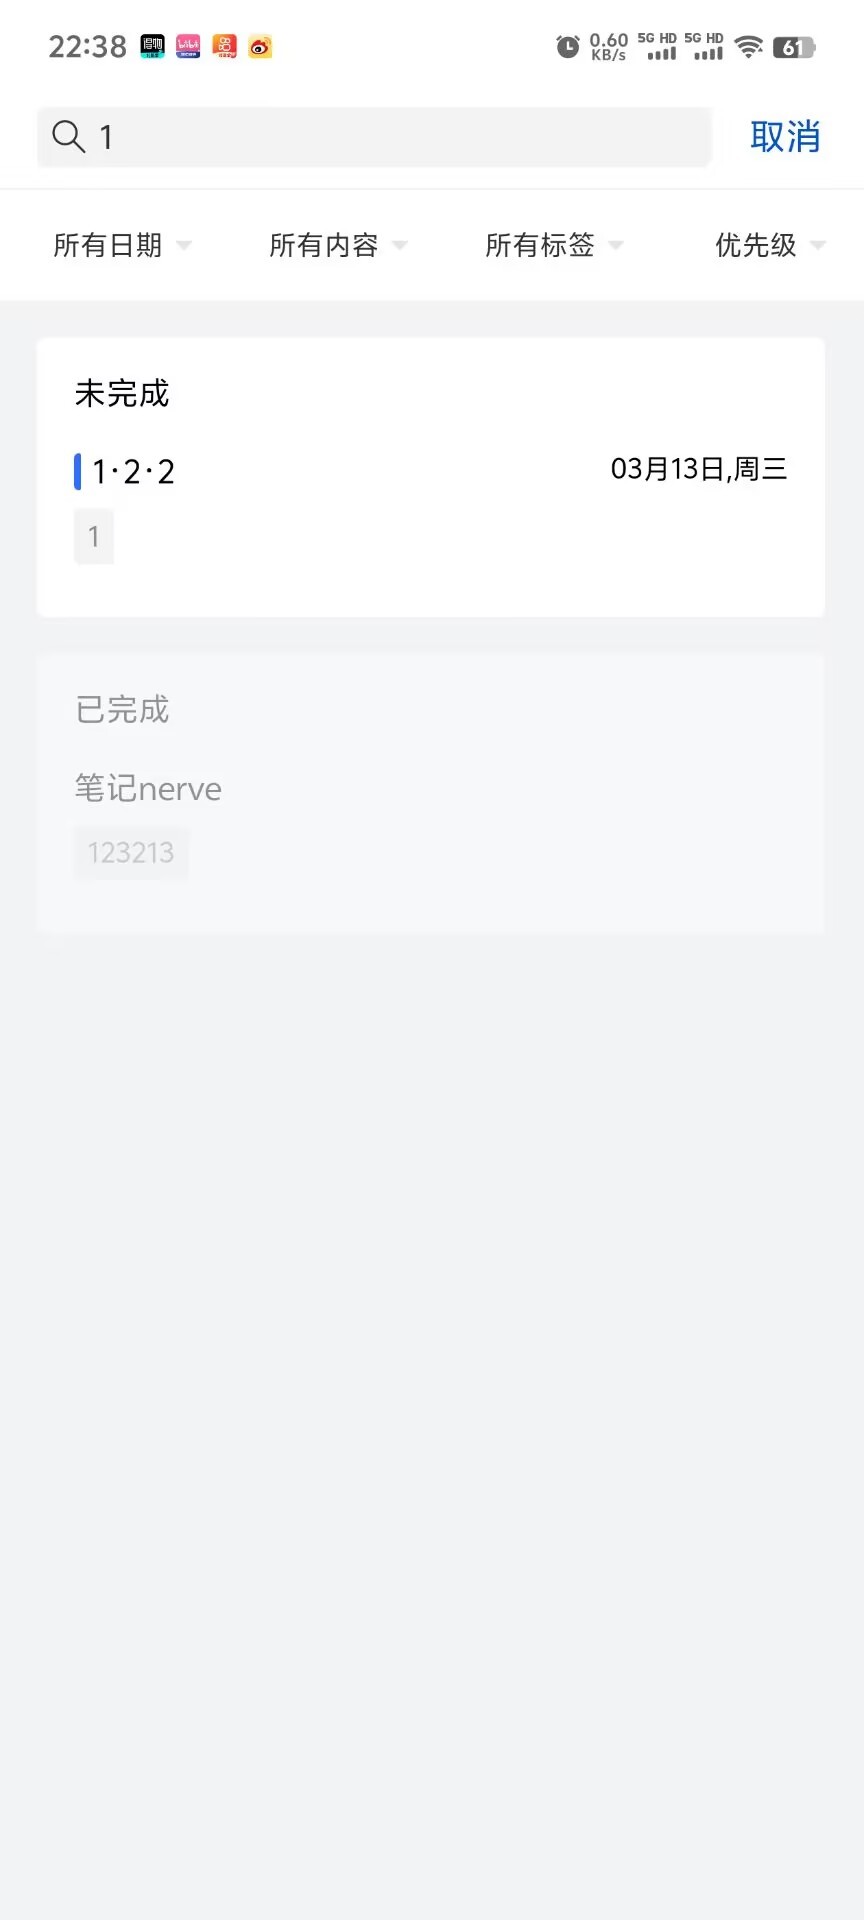 22:38 0.60 KB/s 5G HD 5G HD 61
1 取消
所有日期 所有内容 所有标签 优先级
未完成
1·2·2 03月13日,周三
1
已完成
笔记nerve
123213